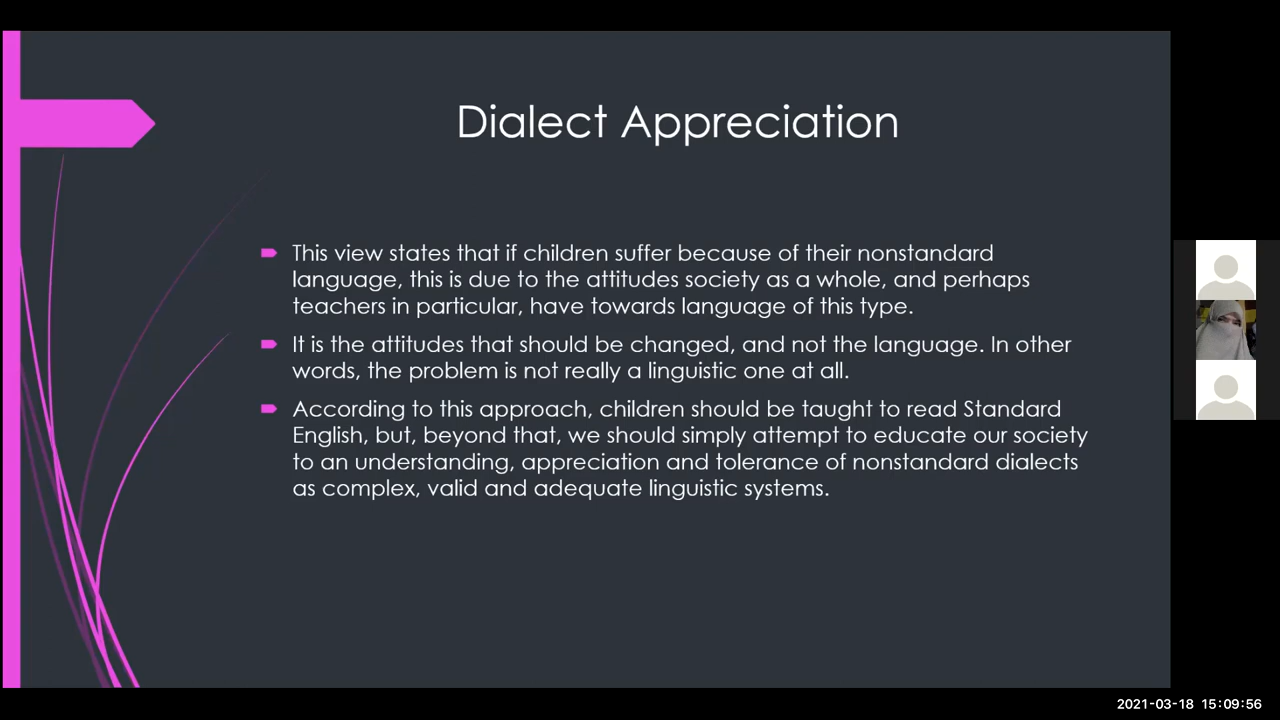 Dialect Appreciation
This view states that if children suffer because of their nonstandard
language, this is due to the attitudes society as a whole, and perhaps
teachers in particular, have towards language of this type.
It is the attitudes that should be changed, and not the language. In other
words, the problem is not really a linguistic one at all.
According to this approach, children should be taught to read Standard
English, but, beyond that, we should simply attempt to educate our society
to an understanding, appreciation and tolerance of nonstandard dialects
as complex, valid and adequate linguistic systems.
2021-03-18 15:09:56